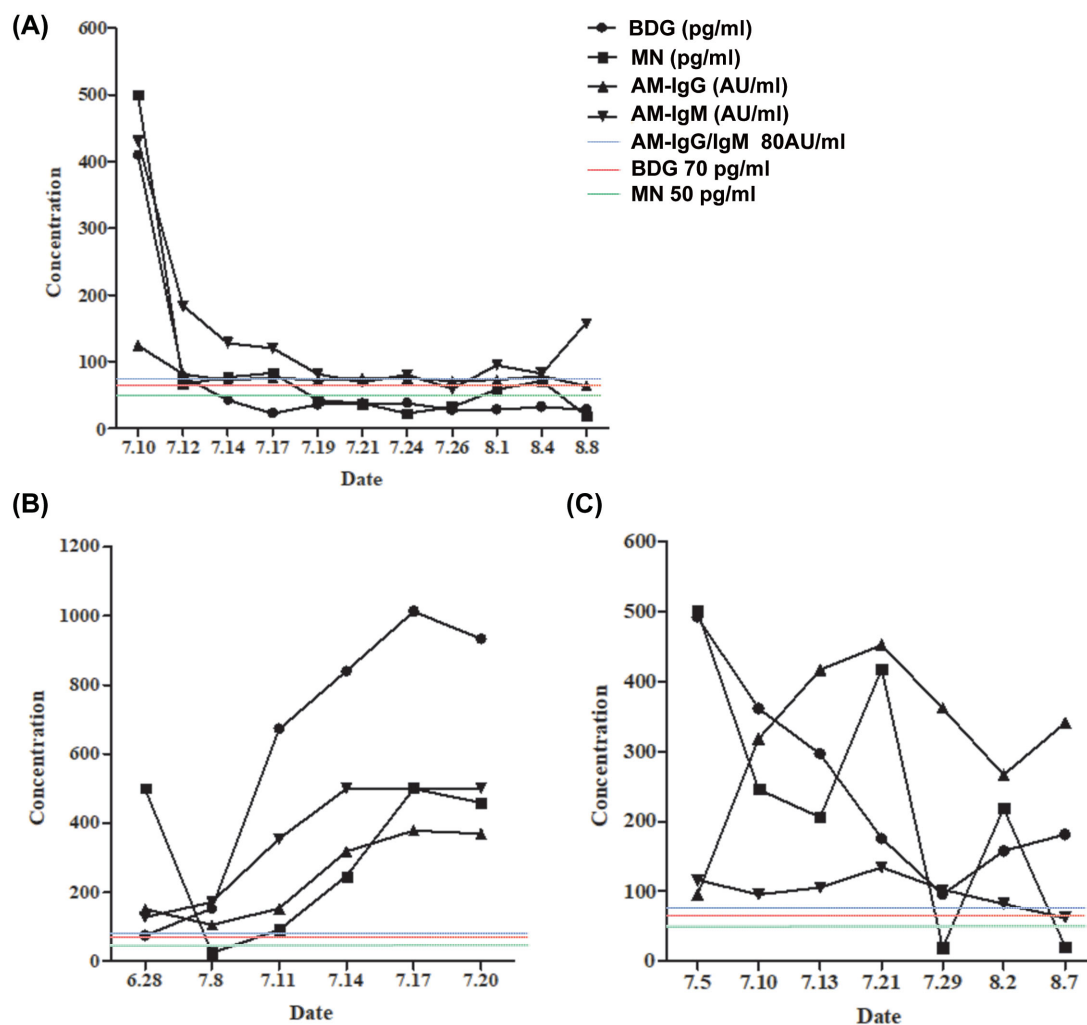 (A)
600
500
400
300
200
100
0
Concentration
7.10 7.12 7.14 7.17 7.19 7.21 7.24 7.26 8.1 8.4 8.8
Date
BDG (pg/ml)
MN (pg/ml)
AM-IgG (AU/ml)
AM-IgM (AU/ml)
AM-IgG/IgM 80AU/ml
BDG 70 pg/ml
MN 50 pg/ml
(B)
1200
1000
800
600
400
200
0
Concentration
6.28 7.8 7.11 7.14 7.17 7.20
Date
(C)
600
500
400
300
200
100
0
Concentration
7.5 7.10 7.13 7.21 7.29 8.2 8.7
Date